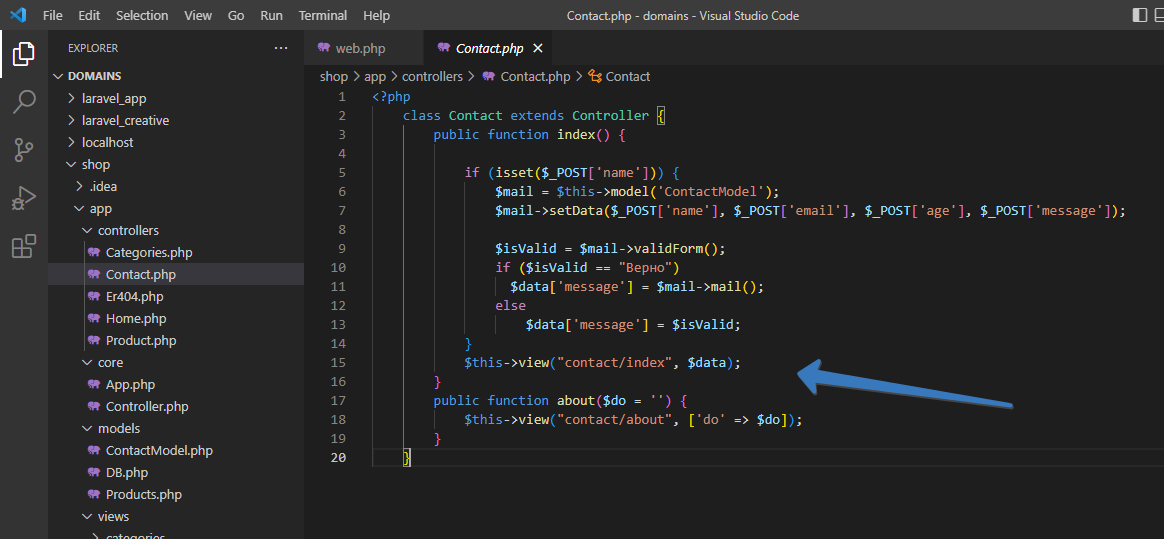 File Edit Selection View Go Run Terminal Help Contact.php - domains - Visual Studio Code
EXPLORER ...
DOMAINS
laravel_app
laravel_creative
localhost
shop
.idea
app
controllers
Categories.php
Contact.php
Er404.php
Home.php
Product.php
core
App.php
Controller.php
models
ContactModel.php
DB.php
Products.php
views
categories
web.php Contact.php
shop > app > controllers > Contact.php > Contact
1 <?php
2 class Contact extends Controller {
3 public function index() {
4
5 if (isset($_POST['name'])) {
6 $mail = $this->model('ContactModel');
7 $mail->setData($_POST['name'], $_POST['email'], $_POST['age'], $_POST['message']);
8
9 $isValid = $mail->validForm();
10 if ($isValid == "Верно")
11 $data['message'] = $mail->mail();
12 else
13 $data['message'] = $isValid;
14 }
15 $this->view("contact/index", $data);
16 }
17 public function about($do = '') {
18 $this->view("contact/about", ['do' => $do]);
19 }
20 }